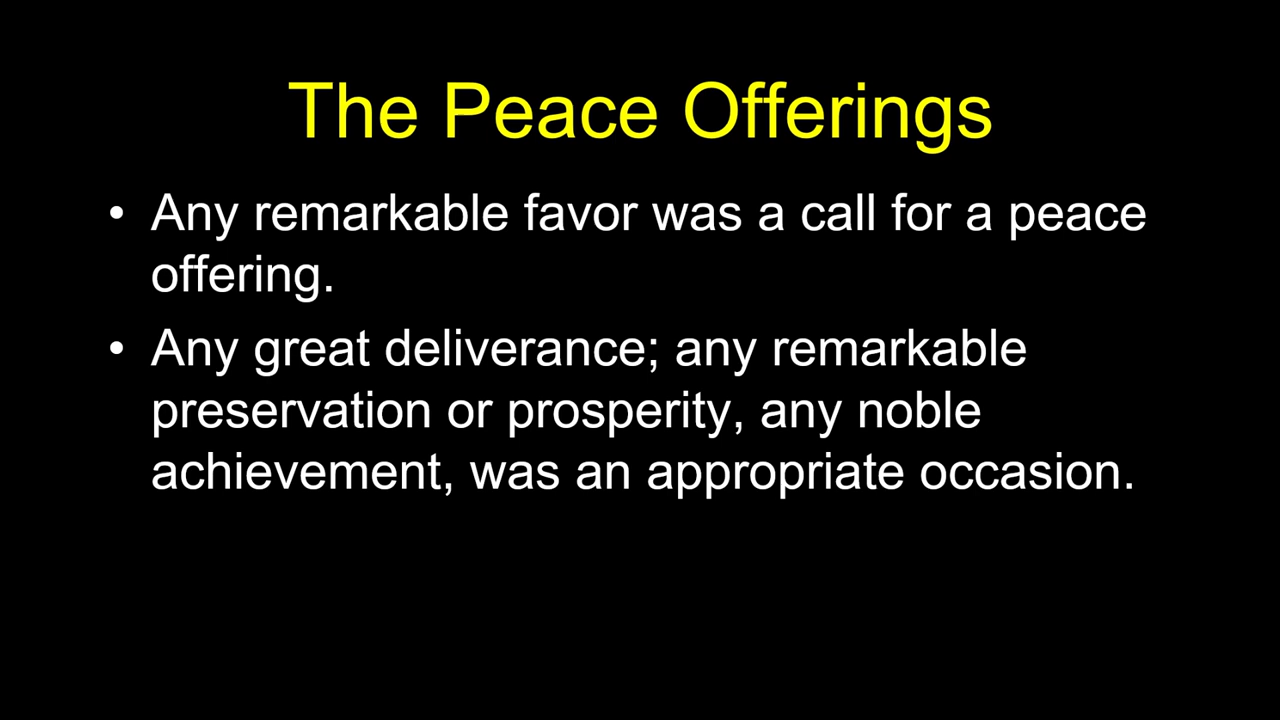 The Peace Offerings
• Any remarkable favor was a call for a peace
offering.
• Any great deliverance; any remarkable
preservation or prosperity, any noble
achievement, was an appropriate occasion.